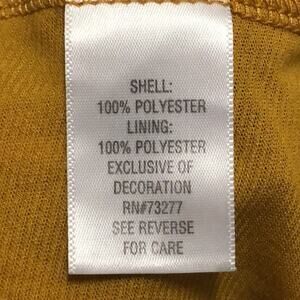 SHELL:
100% POLYESTER
LINING:
100% POLYESTER
EXCLUSIVE OF
DECORATION
RN#73277
SEE REVERSE
FOR CARE